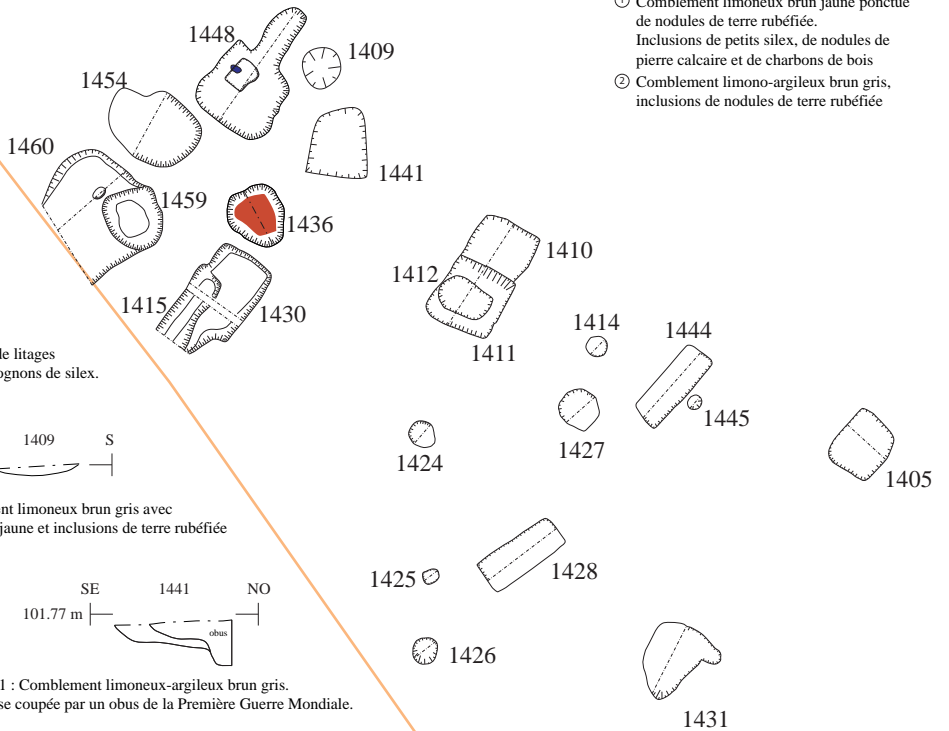 ① Comblement limoneux brun jaune ponctué
de nodules de terre rubéfiée.
Inclusions de petits silex, de nodules de
pierre calcaire et de charbons de bois
② Comblement limono-argileux brun gris,
inclusions de nodules de terre rubéfiée
1448
1409
1454
1460
1441
1459
1436
1410
1412
1415
1430
1414
1444
1411
1445
1427
1424
1405
1425
1428
1426
1431
de litages
ognons de silex.
1409 S
nt limoneux brun gris avec
jaune et inclusions de terre rubéfiée
SE 1441 NO
101.77 m
obus
1 : Comblement limoneux-argileux brun gris.
se coupée par un obus de la Première Guerre Mondiale.